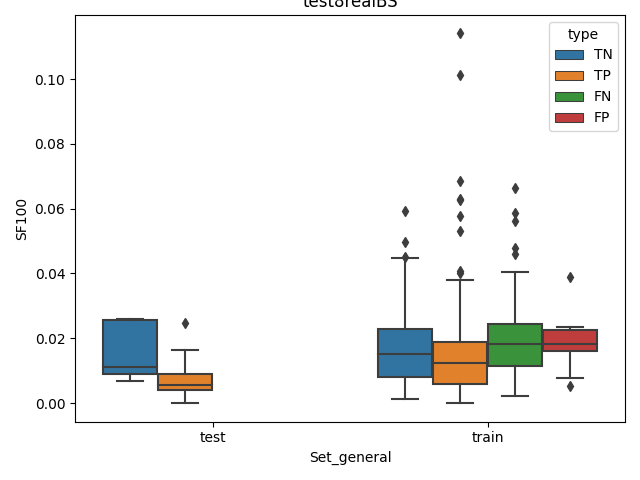 test8realBS
type
TN
TP
FN
FP
0.10
0.08
0.06
0.04
0.02
0.00
SF100
test
train
Set_general